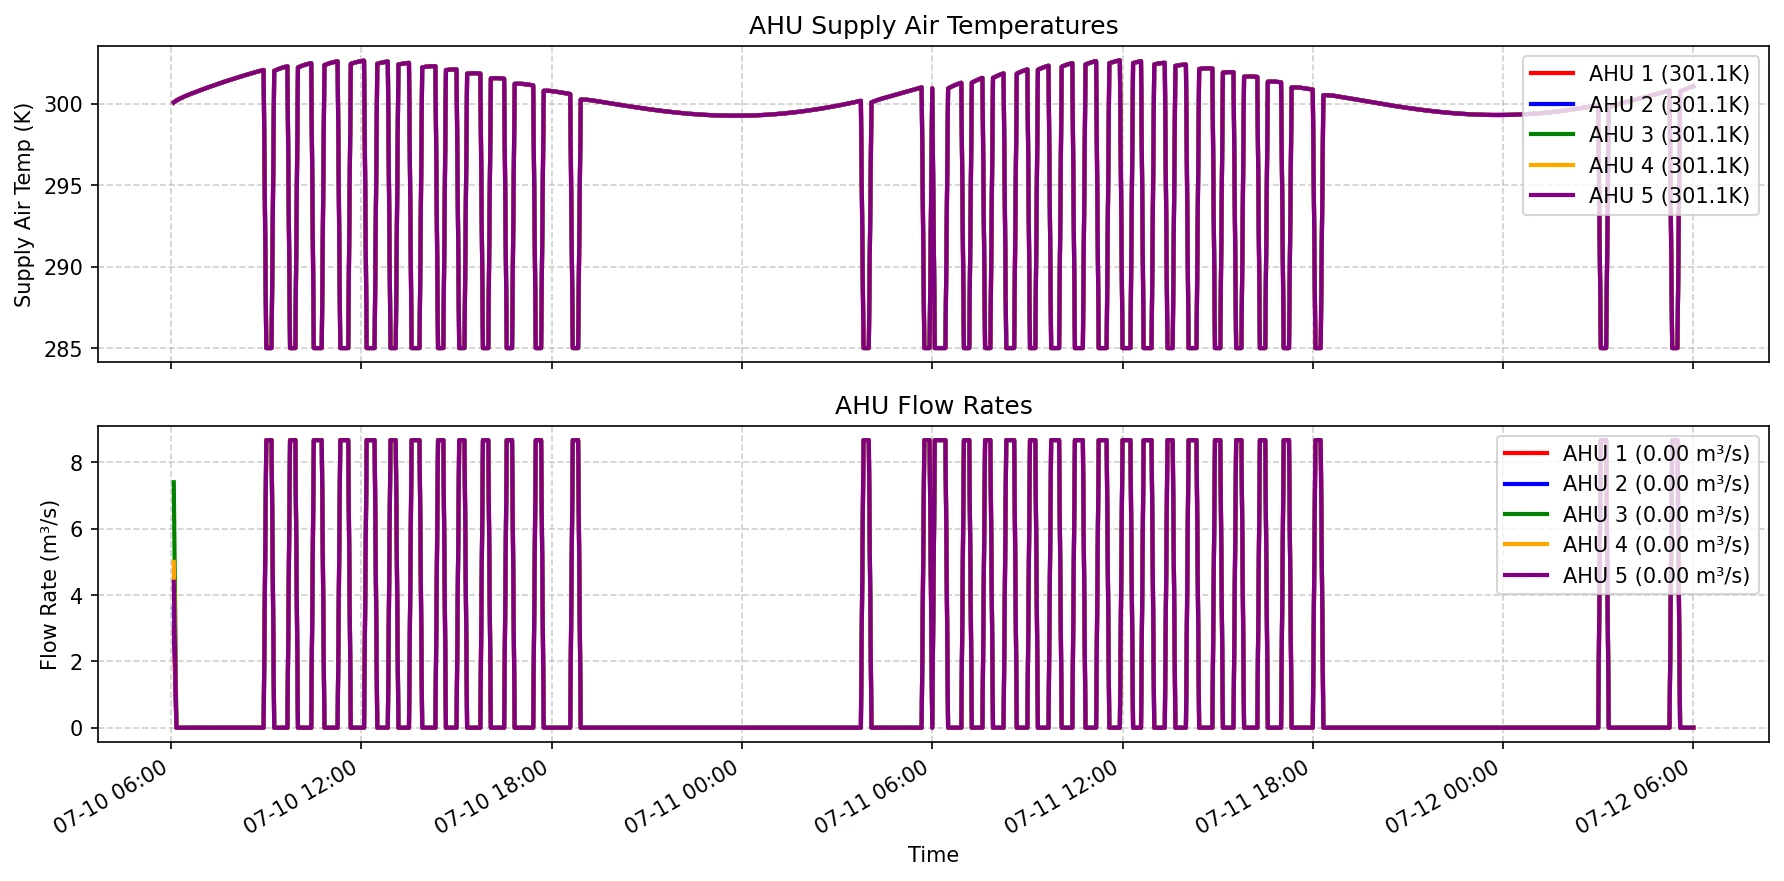 AHU Supply Air Temperatures
Supply Air Temp (K)
300
295
290
285
AHU 1 (301.1K)
AHU 2 (301.1K)
AHU 3 (301.1K)
AHU 4 (301.1K)
AHU 5 (301.1K)
AHU Flow Rates
Flow Rate (m³/s)
8
6
4
2
0
AHU 1 (0.00 m³/s)
AHU 2 (0.00 m³/s)
AHU 3 (0.00 m³/s)
AHU 4 (0.00 m³/s)
AHU 5 (0.00 m³/s)
07-10 06:00
07-10 12:00
07-10 18:00
07-11 00:00
07-11 06:00
07-11 12:00
07-11 18:00
07-12 00:00
07-12 06:00
Time